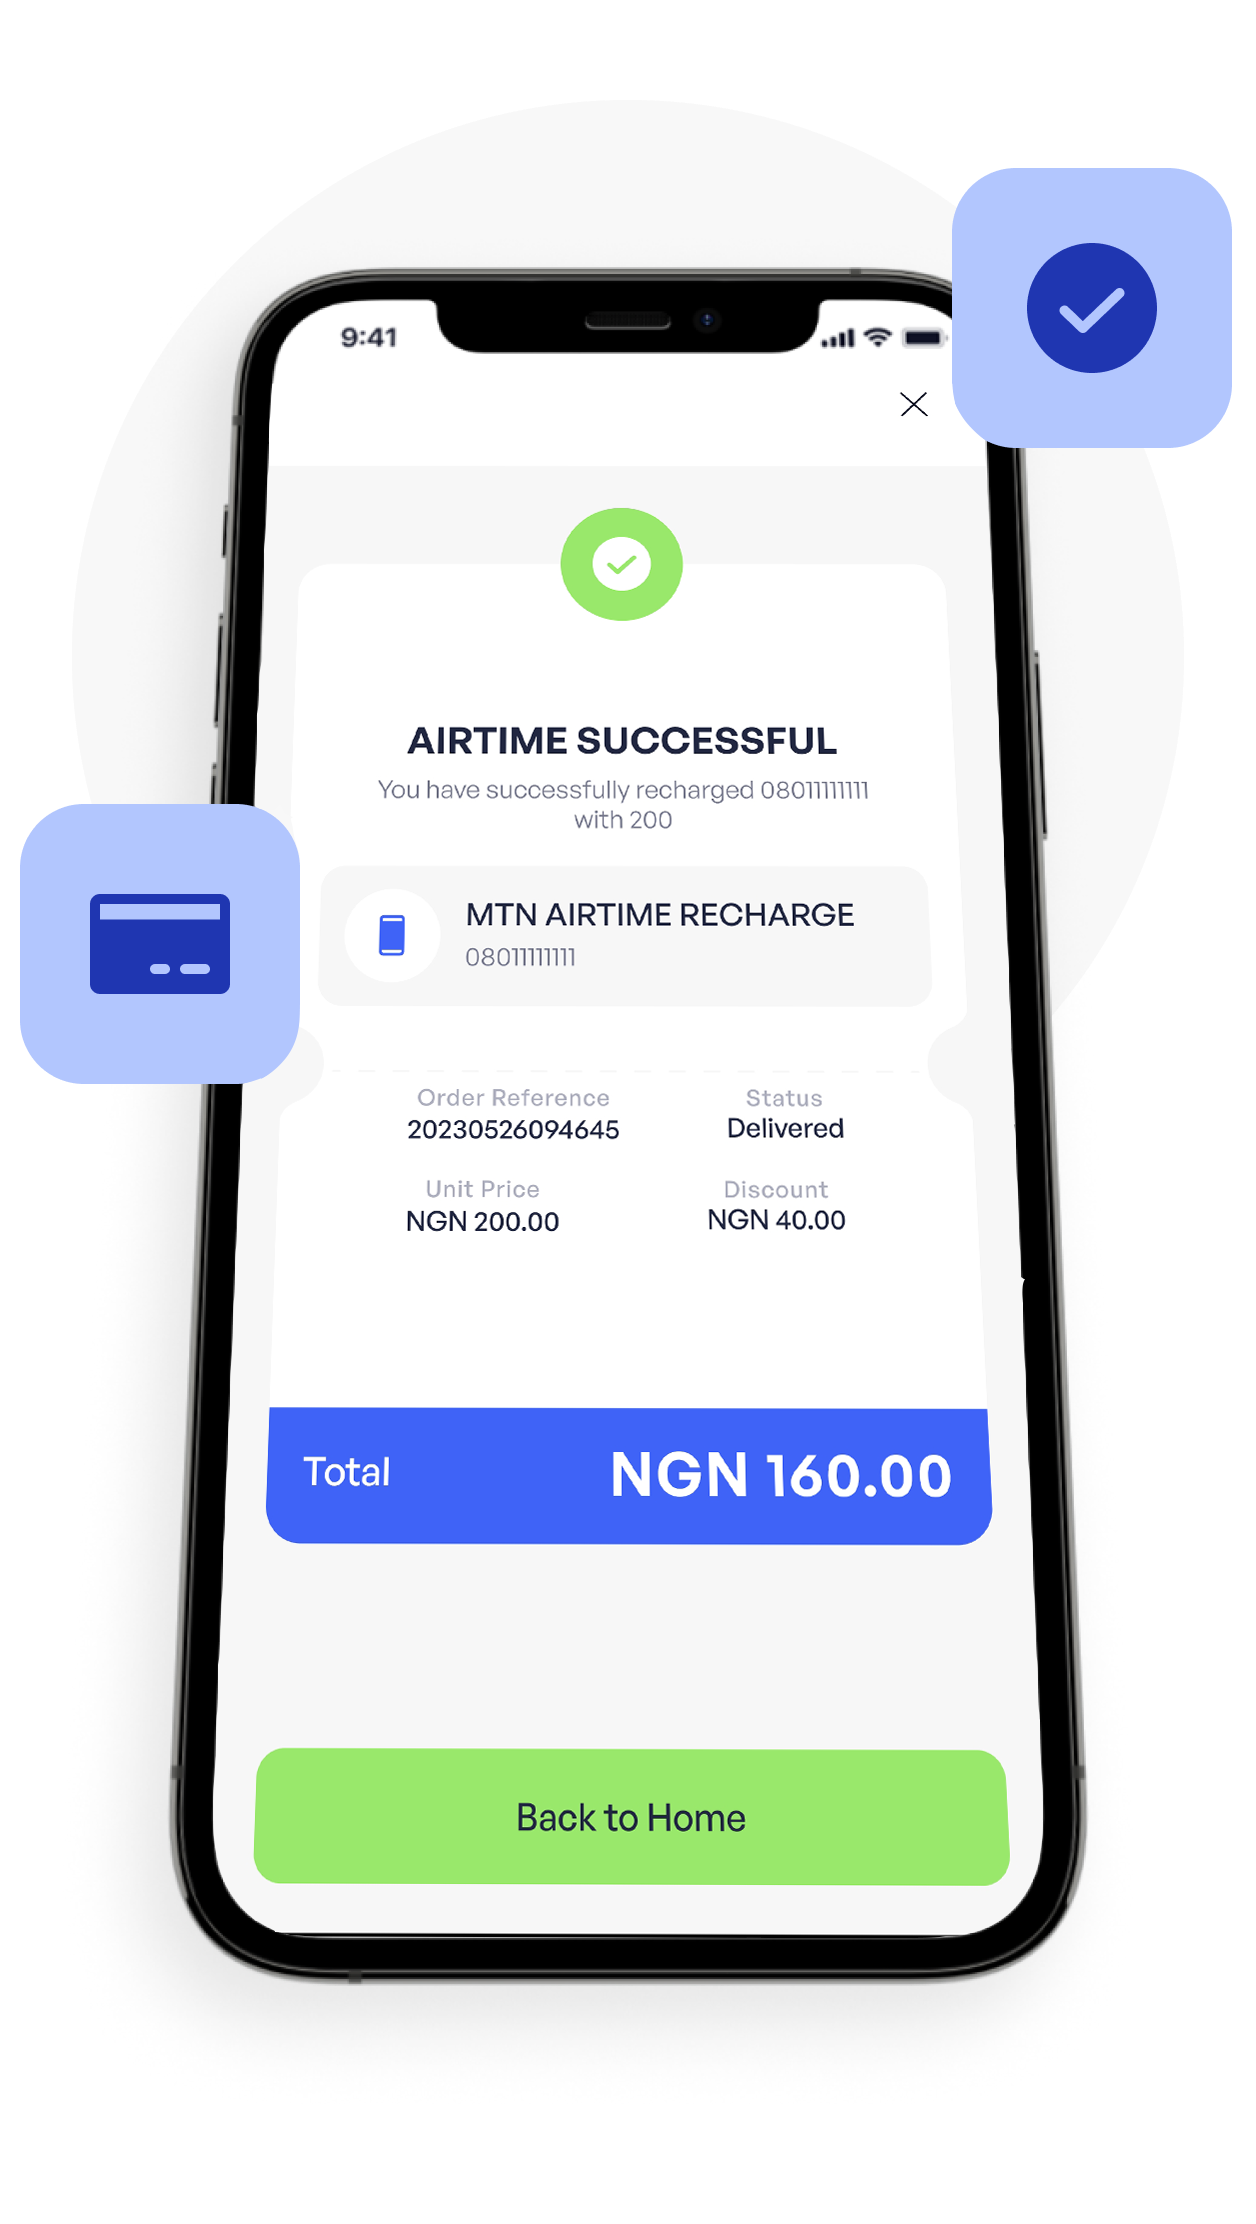 9:41
AIRTIME SUCCESSFUL
You have successfully recharged 08011111111
with 200
MTN AIRTIME RECHARGE
08011111111
Order Reference
Status
20230526094645
Delivered
Unit Price
Discount
NGN 200.00
NGN 40.00
Total
NGN 160.00
Back to Home